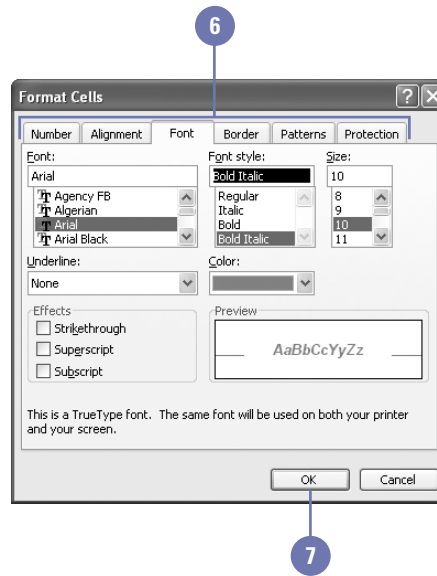 6
Format Cells
Number Alignment Font Border Patterns Protection
Font: Font style: Size:
Arial Bold Italic 10
Agency FB Regular 8
Algerian Italic 9
Arial Bold 10
Arial Black Bold Italic 11
Underline: Color:
None
Effects Preview
Strikethrough
Superscript AaBbCcYyZz
Subscript
This is a TrueType font. The same font will be used on both your printer
and your screen.
OK Cancel
7